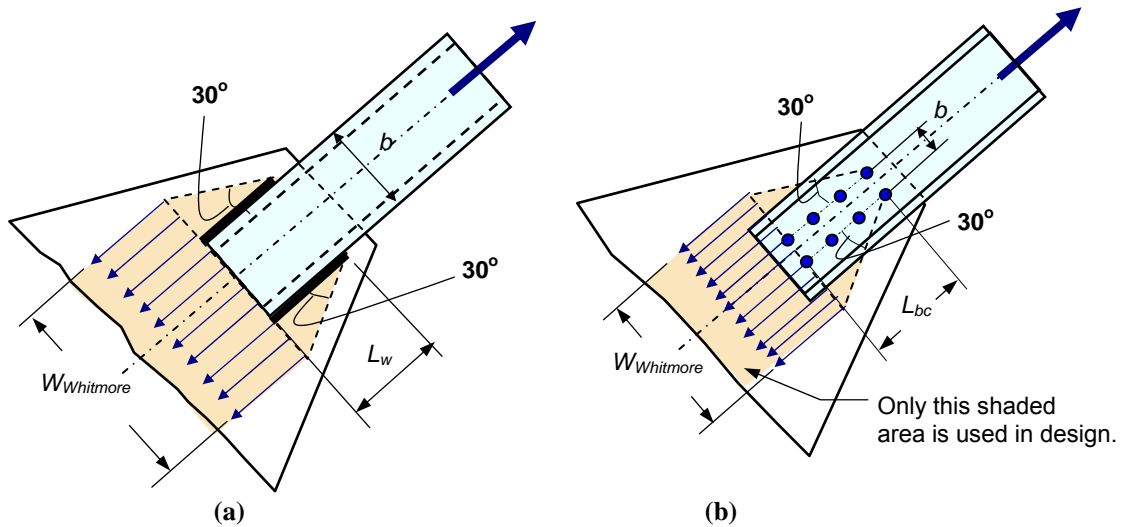 30°
b
30°
L_w
W_Whitmore
(a)
30°
b
30°
L_bc
W_Whitmore
Only this shaded
area is used in design.
(b)